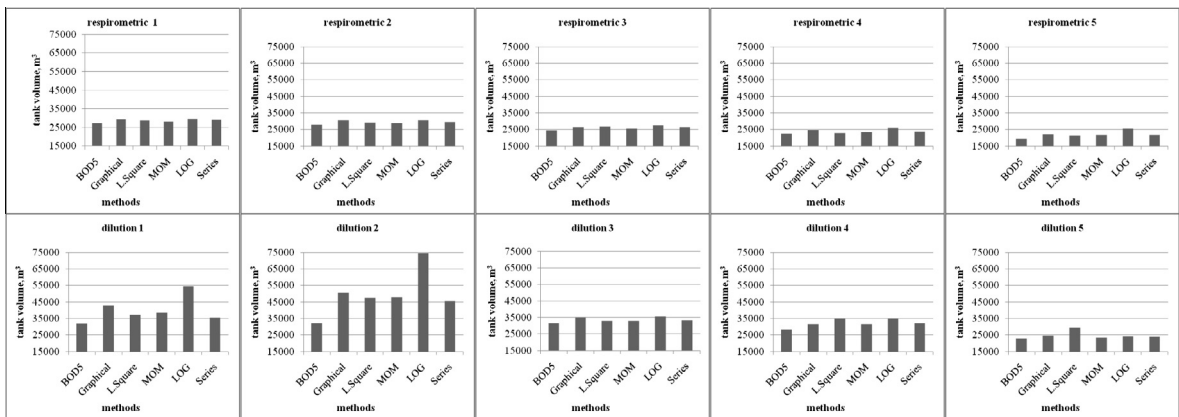 respirometric 1
tank volume, m³
75000
65000
55000
45000
35000
25000
15000
BOD5
Graphical
L.Square
MOM
LOG
Series
methods
respirometric 2
tank volume, m³
75000
65000
55000
45000
35000
25000
15000
BOD5
Graphical
L.Square
MOM
LOG
Series
methods
respirometric 3
tank volume, m³
75000
65000
55000
45000
35000
25000
15000
BOD5
Graphical
L.Square
MOM
LOG
Series
methods
respirometric 4
tank volume, m³
75000
65000
55000
45000
35000
25000
15000
BOD5
Graphical
L.Square
MOM
LOG
Series
methods
respirometric 5
tank volume, m³
75000
65000
55000
45000
35000
25000
15000
BOD5
Graphical
L.Square
MOM
LOG
Series
methods
dilution 1
tank volume, m³
75000
65000
55000
45000
35000
25000
15000
BOD5
Graphical
L.Square
MOM
LOG
Series
methods
dilution 2
tank volume, m³
75000
65000
55000
45000
35000
25000
15000
BOD5
Graphical
L.Square
MOM
LOG
Series
methods
dilution 3
tank volume, m³
75000
65000
55000
45000
35000
25000
15000
BOD5
Graphical
L.Square
MOM
LOG
Series
methods
dilution 4
tank volume, m³
75000
65000
55000
45000
35000
25000
15000
BOD5
Graphical
L.Square
MOM
LOG
Series
methods
dilution 5
tank volume, m³
75000
65000
55000
45000
35000
25000
15000
BOD5
Graphical
L.Square
MOM
LOG
Series
methods